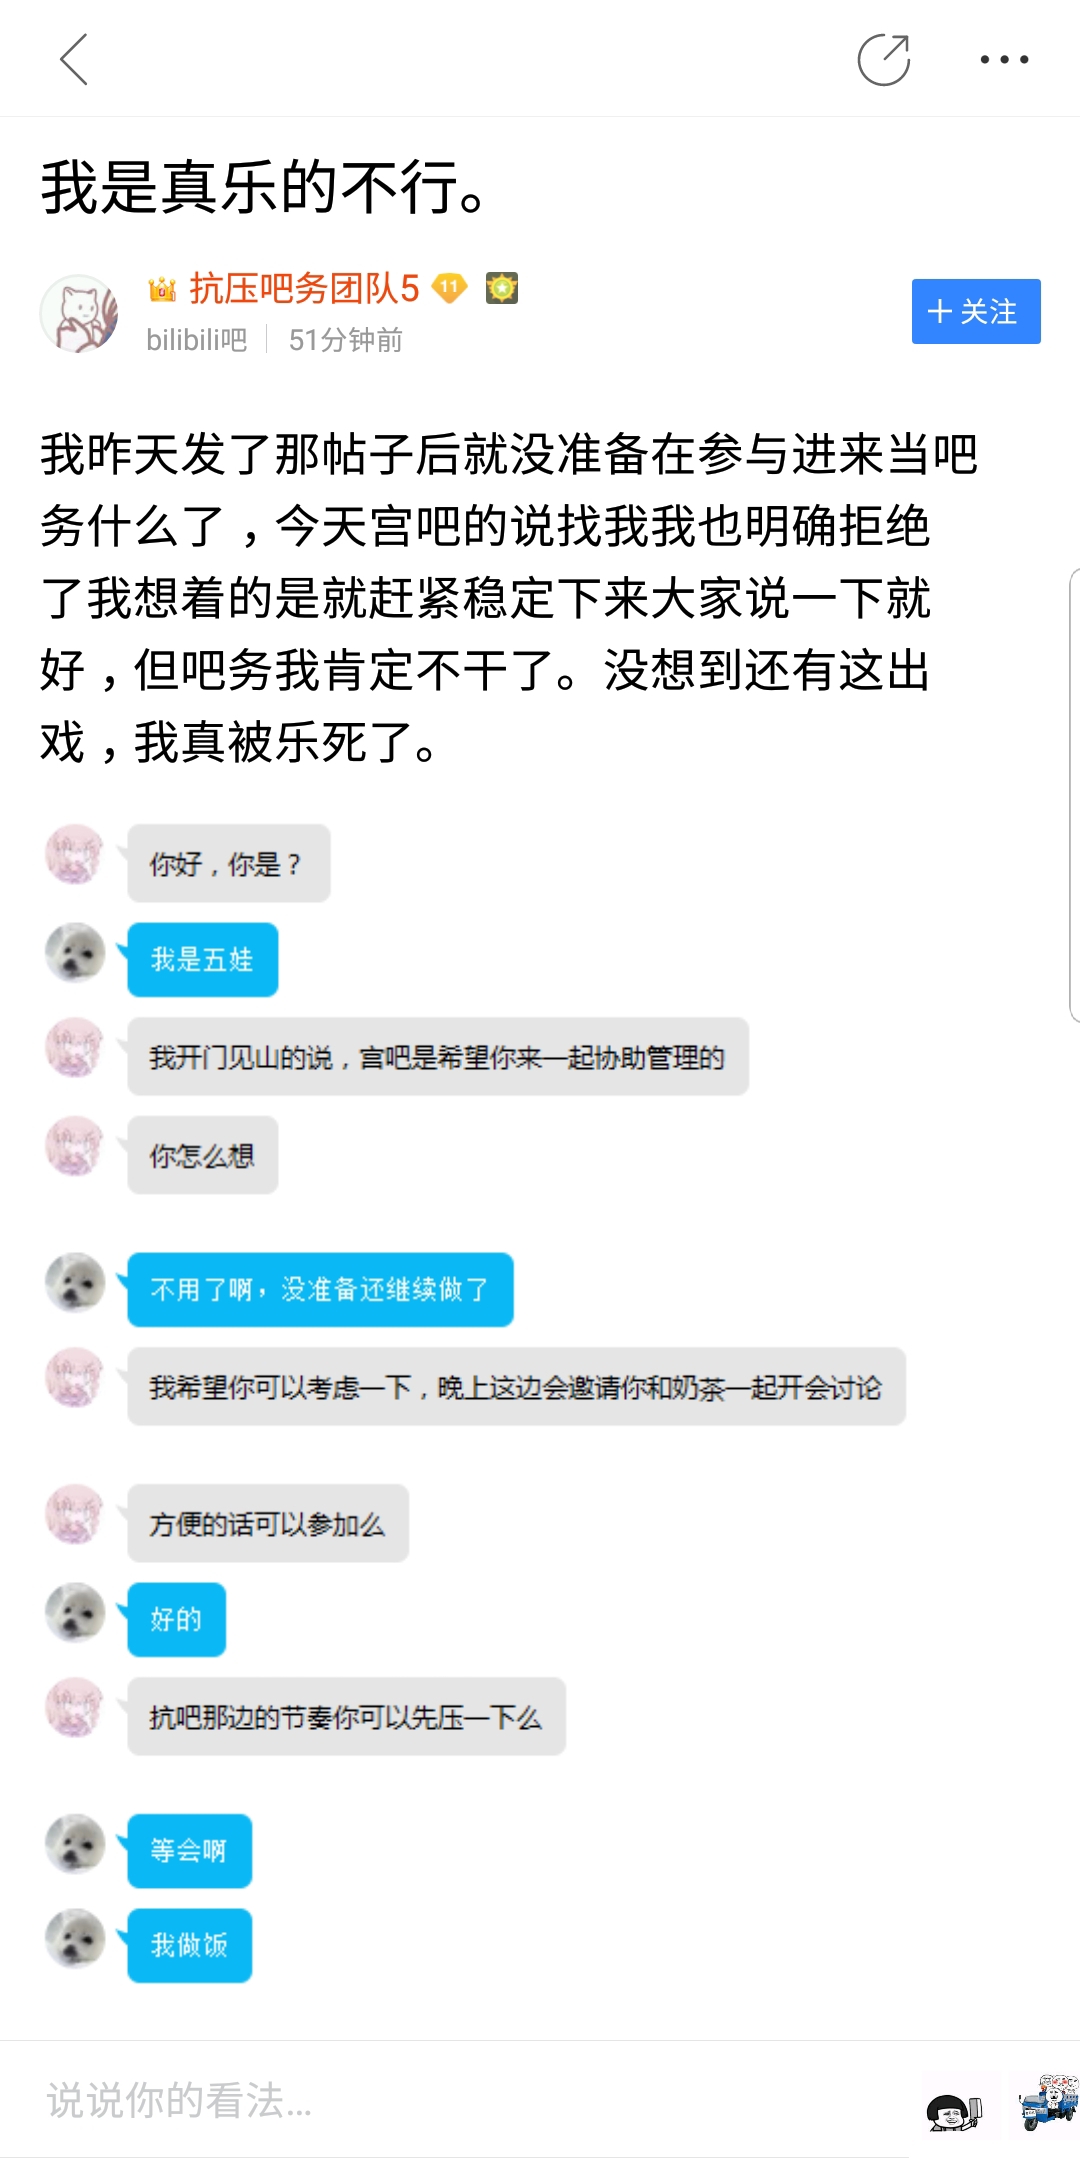 我是真乐的不行。
抗压吧务团队5 11
bilibili吧 51分钟前
关注
我昨天发了那帖子后就没准备在参与进来当吧
务什么了,今天宫吧的说找我我也明确拒绝
了我想着的是就赶紧稳定下来大家说一下就
好,但吧务我肯定不干了。没想到还有这出
戏,我真被乐死了。
你好,你是?
我是五娃
我开门见山的说,宫吧是希望你来一起协助管理的
你怎么想
不用了啊,没准备还继续做了
我希望你可以考虑一下,晚上这边会邀请你和奶茶一起开会讨论
方便的话可以参加么
好的
抗吧那边的节奏你可以先压一下么
等会啊
我做饭
说说你的看法...